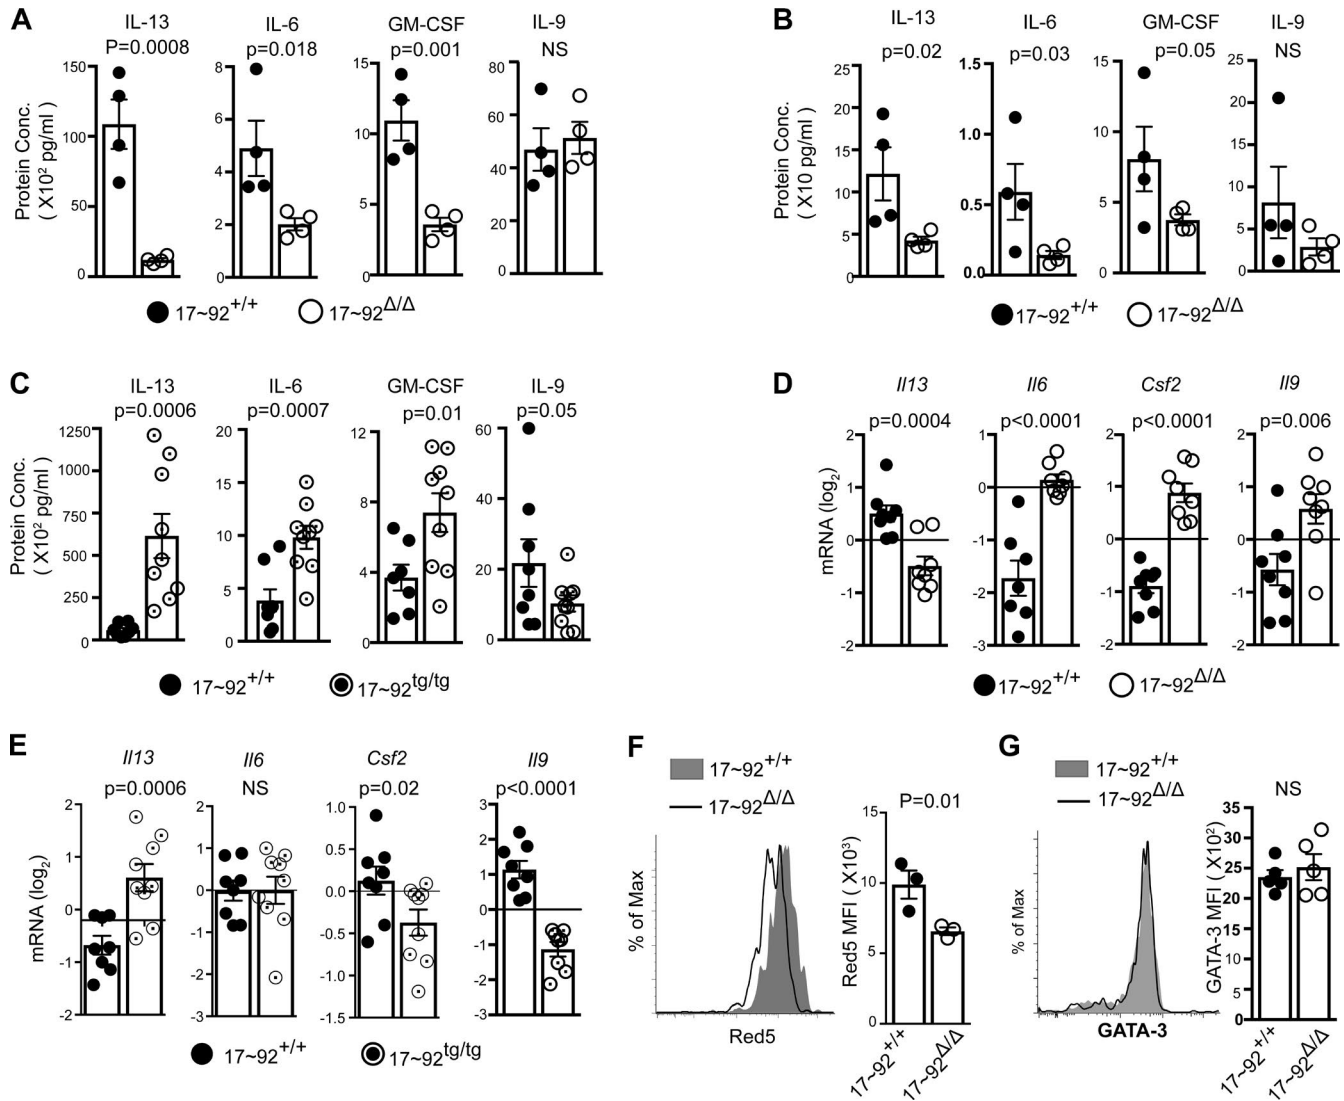 A
IL-13
P=0.0008
IL-6
p=0.018
GM-CSF
p=0.001
IL-9
NS
Protein Conc.
( X10² pg/ml )
150
100
50
0
8
6
4
2
0
15
10
5
0
80
60
40
20
0
17~92+/+
17~92Δ/Δ
B
IL-13
p=0.02
IL-6
p=0.03
GM-CSF
p=0.05
IL-9
NS
Protein Conc.
( X10 pg/ml )
25
20
15
10
5
0
1.5
1.0
0.5
0.0
15
10
5
0
25
20
15
10
5
0
17~92+/+
17~92Δ/Δ
C
IL-13
p=0.0006
IL-6
p=0.0007
GM-CSF
p=0.01
IL-9
p=0.05
Protein Conc.
( X10² pg/ml )
1250
1000
750
500
250
0
20
15
10
5
0
12
8
4
0
60
40
20
0
17~92+/+
17~92tg/tg
D
Il13
p=0.0004
Il6
p<0.0001
Csf2
p<0.0001
Il9
p=0.006
mRNA (log₂)
2
1
0
-1
-2
1
0
-1
-2
-3
2
1
0
-1
-2
2
1
0
-1
-2
17~92+/+
17~92Δ/Δ
E
Il13
p=0.0006
Il6
NS
Csf2
p=0.02
Il9
p<0.0001
mRNA (log₂)
2
1
0
-1
-2
2
1
0
-1
-2
-3
1.0
0.5
0.0
-0.5
-1.0
-1.5
3
2
1
0
-1
-2
-3
17~92+/+
17~92tg/tg
F
17~92+/+
17~92Δ/Δ
% of Max
Red5
P=0.01
Red5 MFI ( X10³)
15
10
5
0
17~92+/+
17~92Δ/Δ
G
17~92+/+
17~92Δ/Δ
% of Max
GATA-3
NS
GATA-3 MFI ( X10²)
35
30
25
20
15
10
5
0
17~92+/+
17~92Δ/Δ